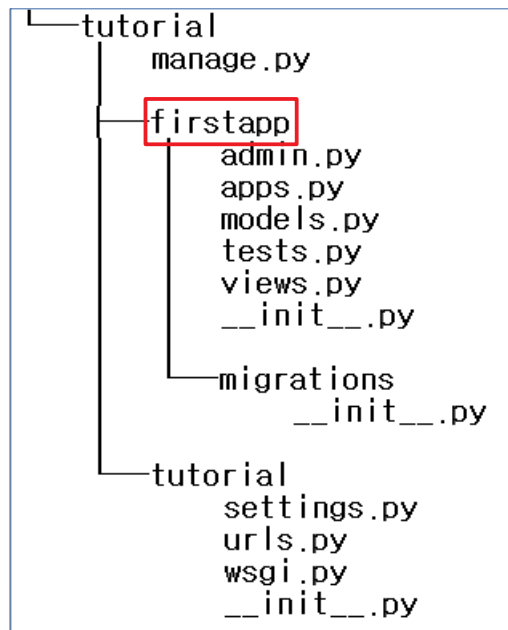 tutorial
manage.py
firstapp
admin.py
apps.py
models.py
tests.py
views.py
__init__.py
migrations
__init__.py
tutorial
settings.py
urls.py
wsgi.py
__init__.py